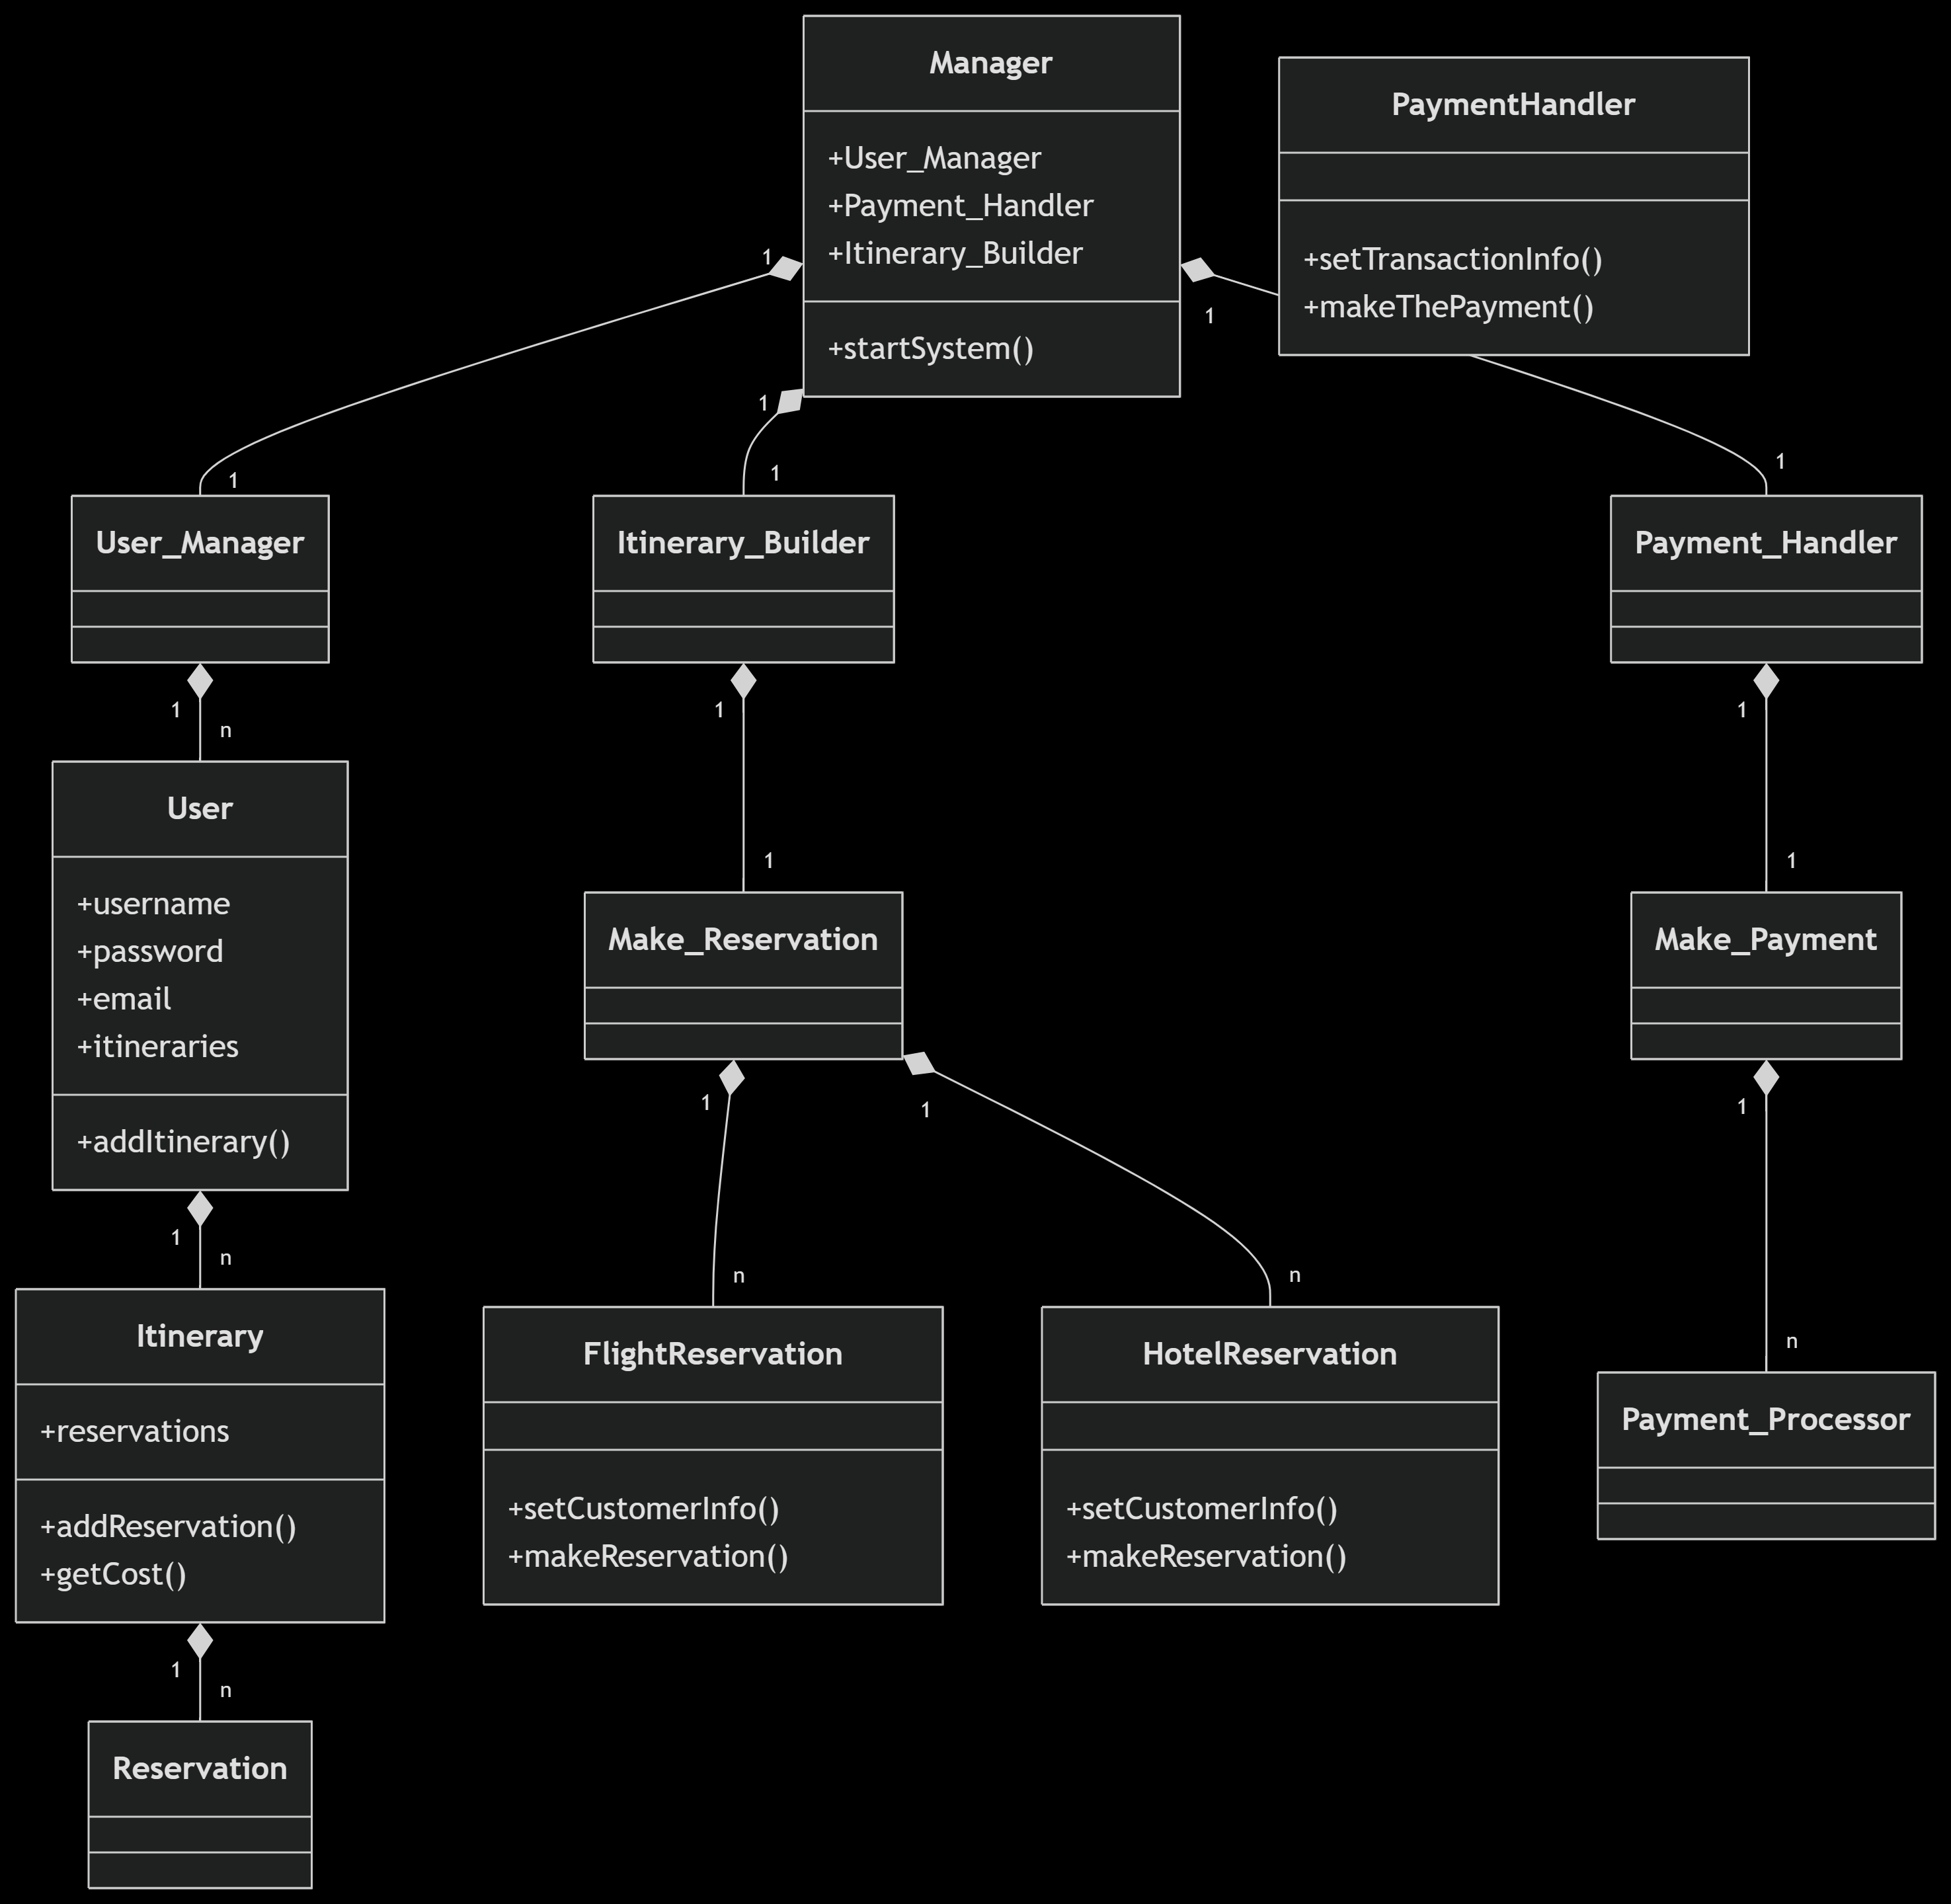 Manager
+User_Manager
+Payment_Handler
+Itinerary_Builder
+startSystem()
PaymentHandler
+setTransactionInfo()
+makeThePayment()
1
1
1
1
1
1
User_Manager
Itinerary_Builder
Payment_Handler
1
n
1
1
1
1
User
+username
+password
+email
+itineraries
+addItinerary()
Make_Reservation
Make_Payment
1
n
1
n
1
n
1
n
Itinerary
+reservations
+addReservation()
+getCost()
FlightReservation
+setCustomerInfo()
+makeReservation()
HotelReservation
+setCustomerInfo()
+makeReservation()
Payment_Processor
1
n
Reservation